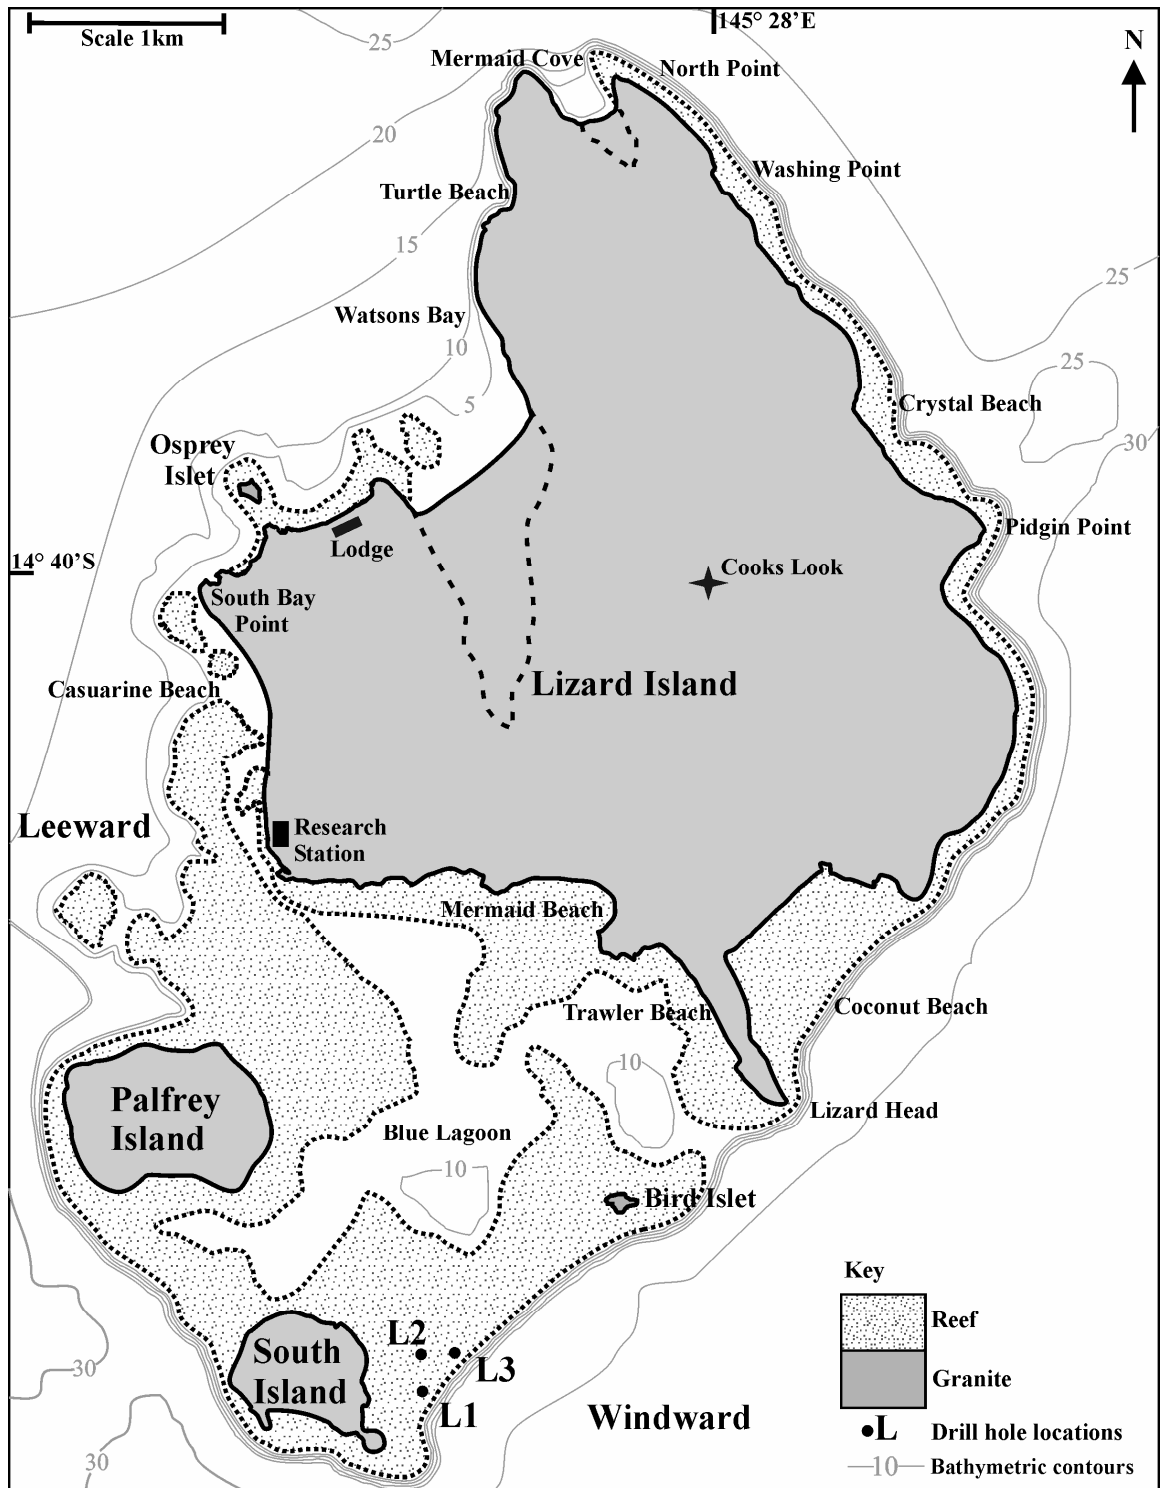 145° 28’E
Scale 1km
25
N
Mermaid Cove
North Point
20
Washing Point
Turtle Beach
15
25
Watsons Bay
10
25
5
Crystal Beach
30
Osprey
Islet
Pidgin Point
Lodge
14° 40’S
Cooks Look
South Bay
Point
Lizard Island
Casuarine Beach
Leeward
Research
Station
Mermaid Beach
Trawler Beach
Coconut Beach
10
Palfrey
Island
Lizard Head
Blue Lagoon
10
Bird Islet
Key
Reef
L2
South
Island
L3
30
Granite
L1
Windward
L
Drill hole locations
30
10
Bathymetric contours